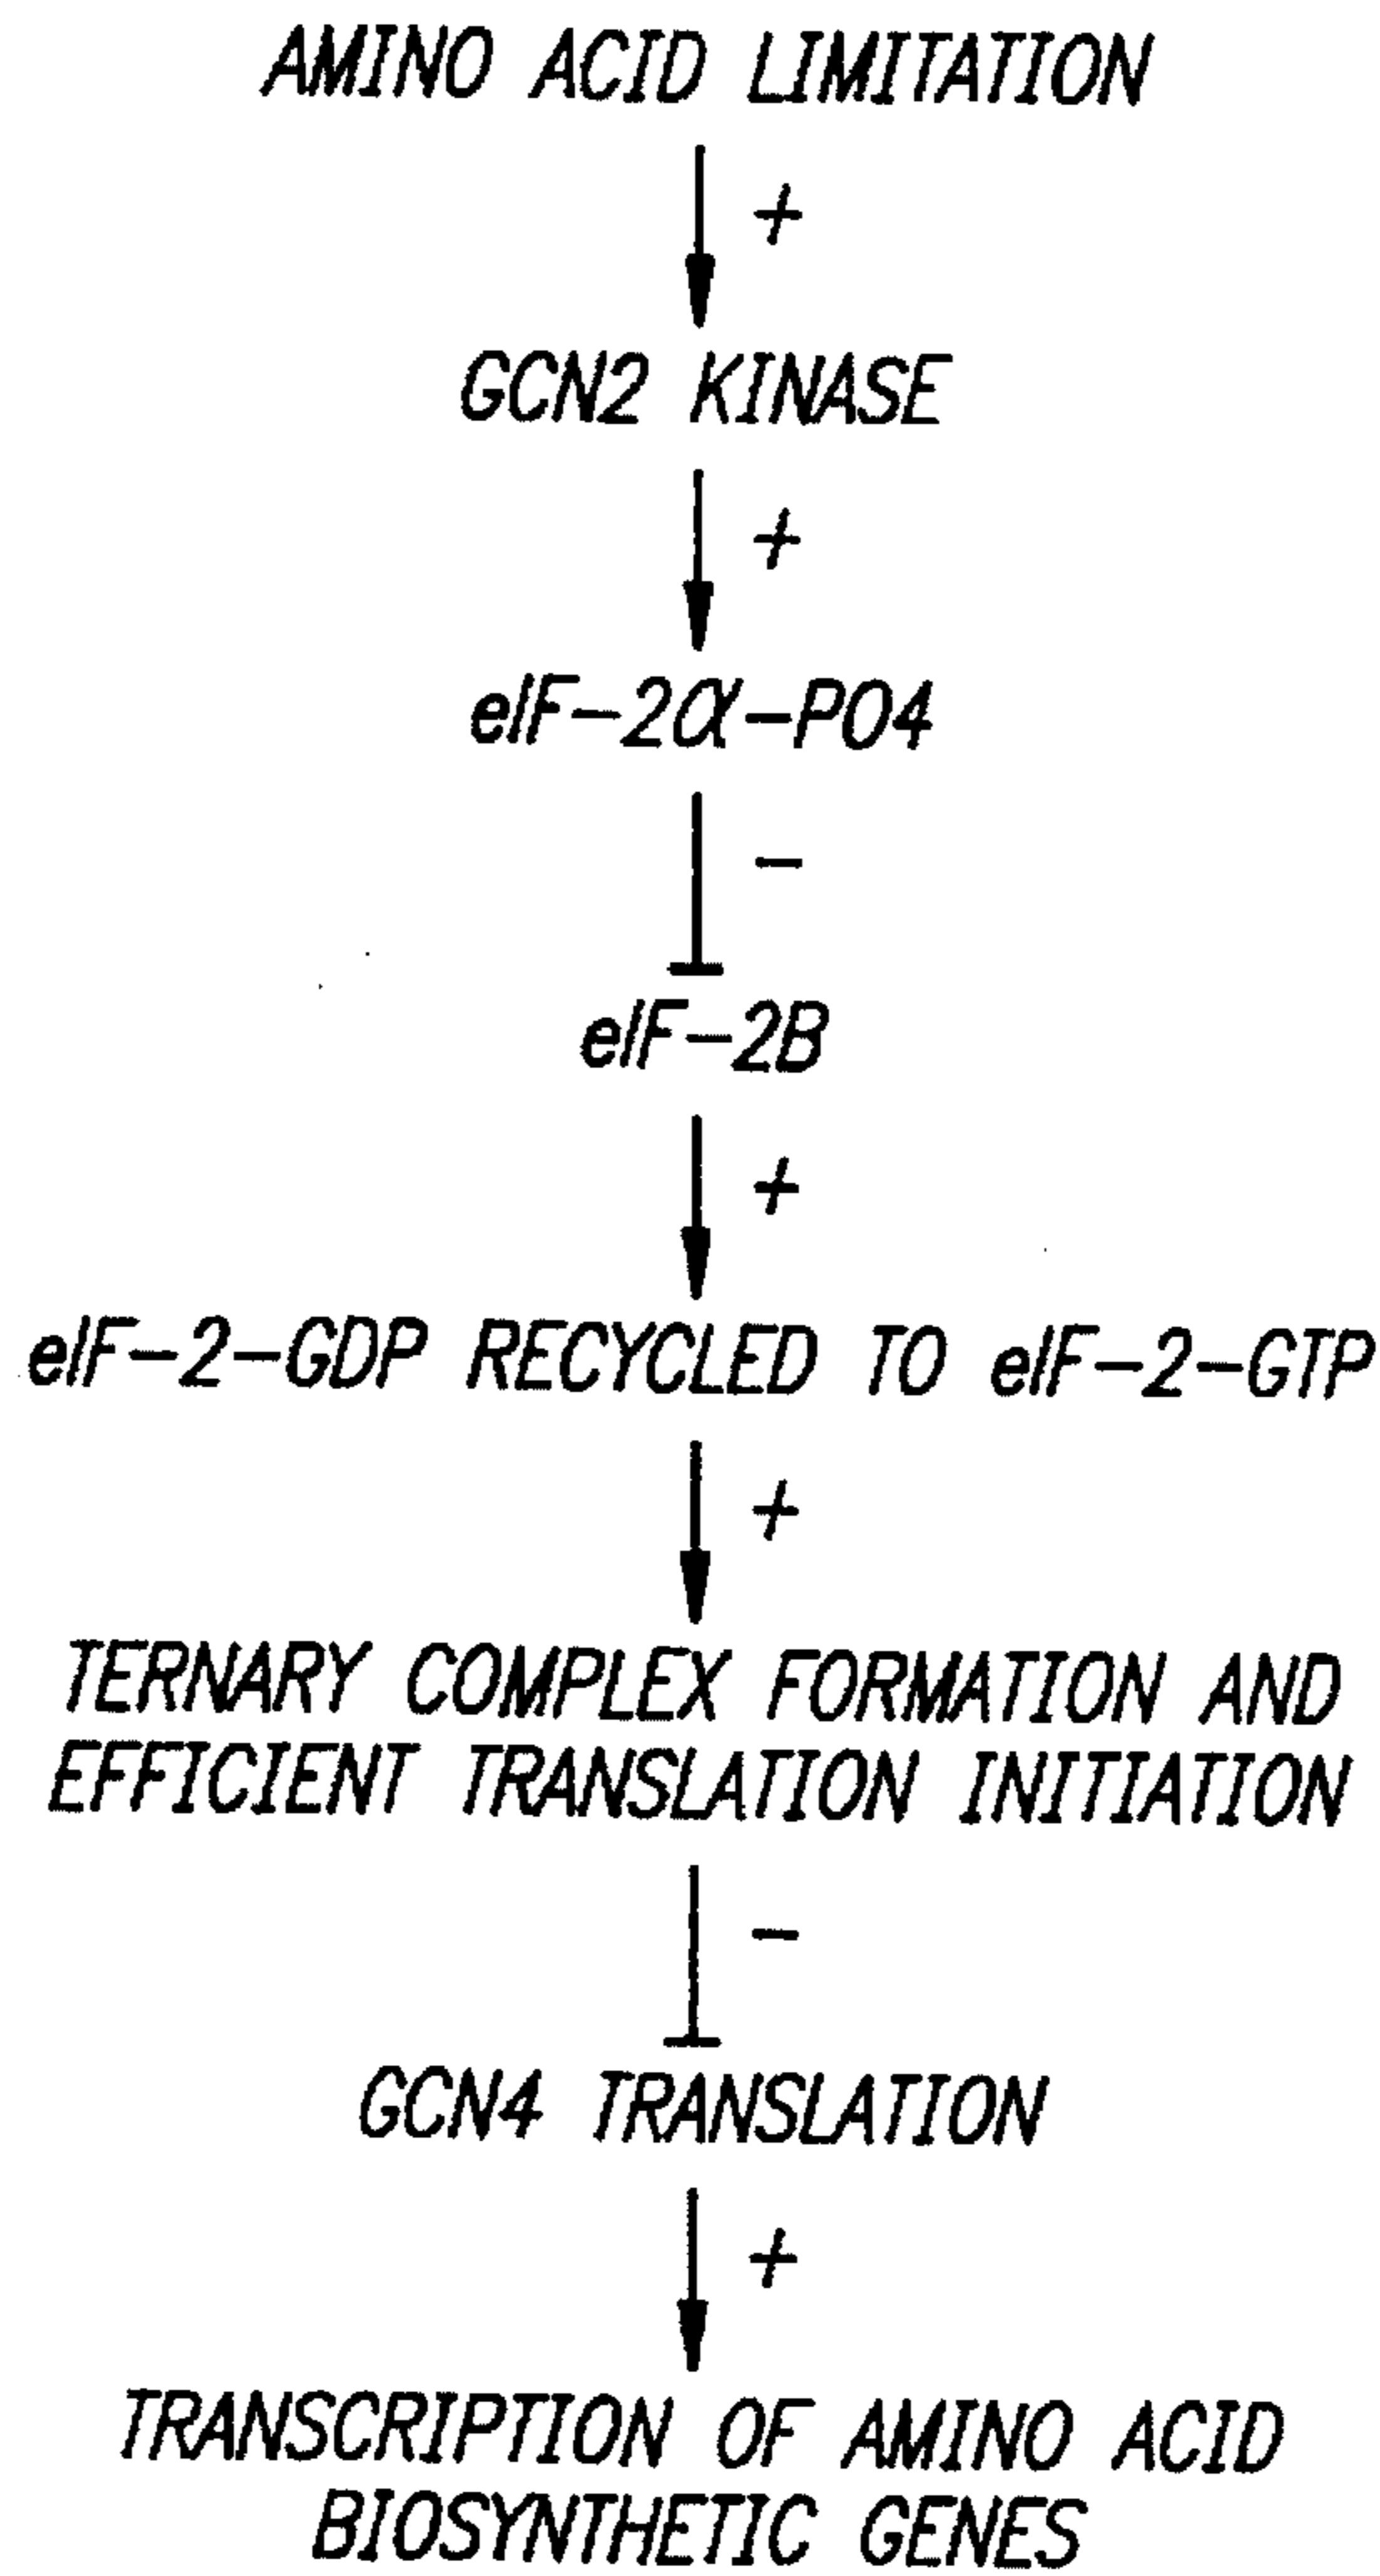 AMINO ACID LIMITATION
+
GCN2 KINASE
+
eIF-2α-PO4
-
eIF-2B
+
eIF-2-GDP RECYCLED TO eIF-2-GTP
+
TERNARY COMPLEX FORMATION AND
EFFICIENT TRANSLATION INITIATION
-
GCN4 TRANSLATION
+
TRANSCRIPTION OF AMINO ACID
BIOSYNTHETIC GENES